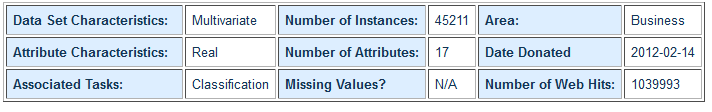 Data Set Characteristics: Multivariate Number of Instances: 45211 Area: Business
Attribute Characteristics: Real Number of Attributes: 17 Date Donated 2012-02-14
Associated Tasks: Classification Missing Values? N/A Number of Web Hits: 1039993